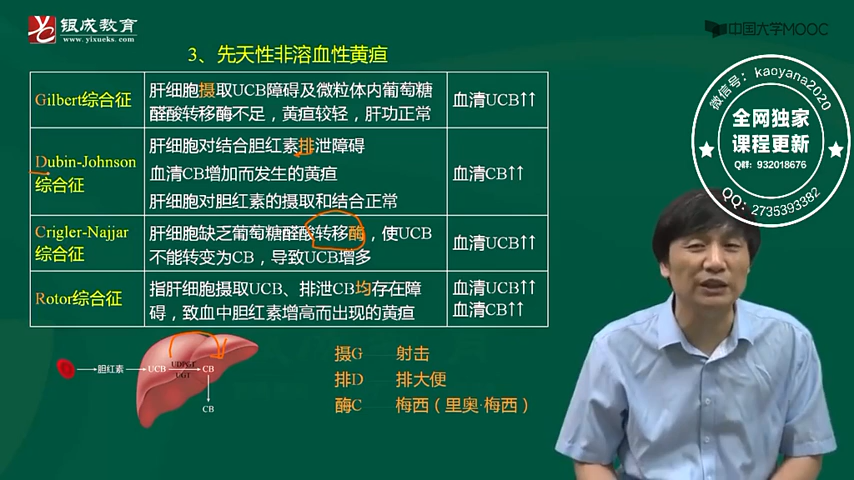 银成教育
www.yixueks.com
中国大学MOOC
3、先天性非溶血性黄疸
Gilbert综合征
肝细胞摄取UCB障碍及微粒体内葡萄糖
醛酸转移酶不足，黄疸较轻，肝功正常
血清UCB↑↑
Dubin-Johnson
综合征
肝细胞对结合胆红素排泄障碍
血清CB增加而发生的黄疸
肝细胞对胆红素的摄取和结合正常
血清CB↑↑
Crigler-Najjar
综合征
肝细胞缺乏葡萄糖醛酸转移酶，使UCB
不能转变为CB，导致UCB增多
血清UCB↑↑
Rotor综合征
指肝细胞摄取UCB、排泄CB均存在障
碍，致血中胆红素增高而出现的黄疸
血清UCB↑↑
血清CB↑↑
胆红素
UCB
UGT
CB
CB
摄G 射击
排D 排大便
酶C 梅西（里奥·梅西）
微信号：kaoyana2020
全网独家
课程更新
Q群：932018676
QQ：2735393382